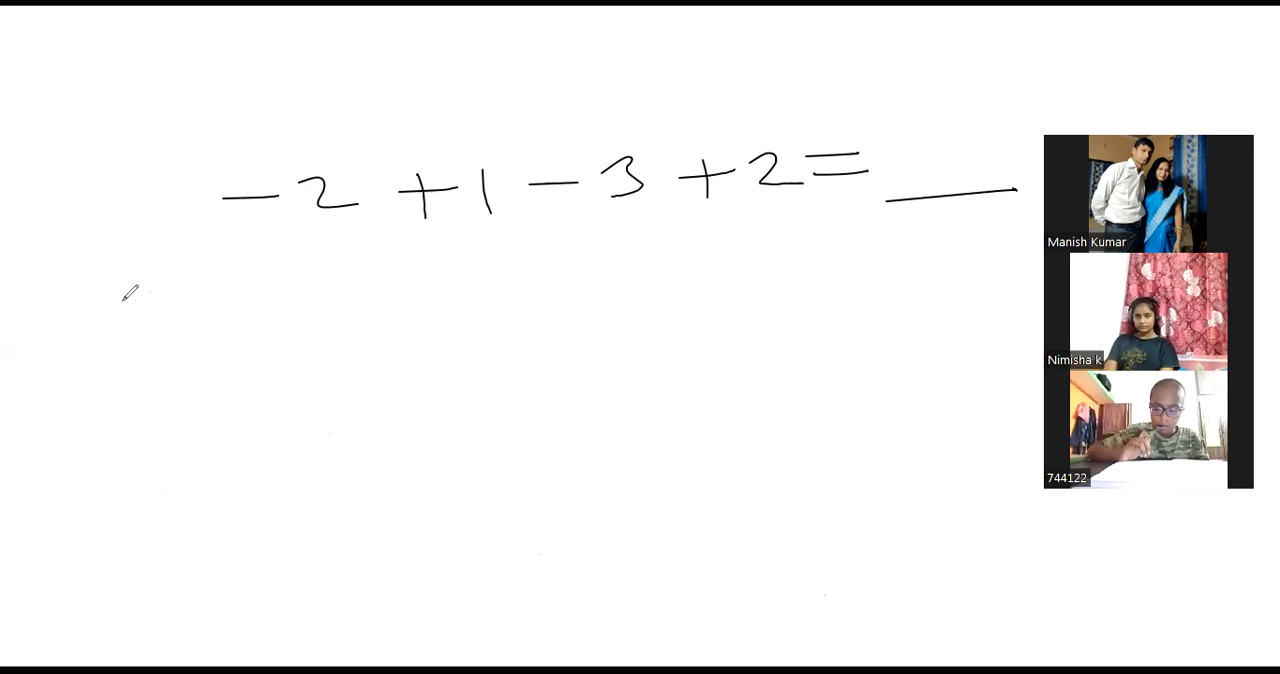 -2 +1 -3 +2 = ____
Manish Kumar
Nimisha k
744122